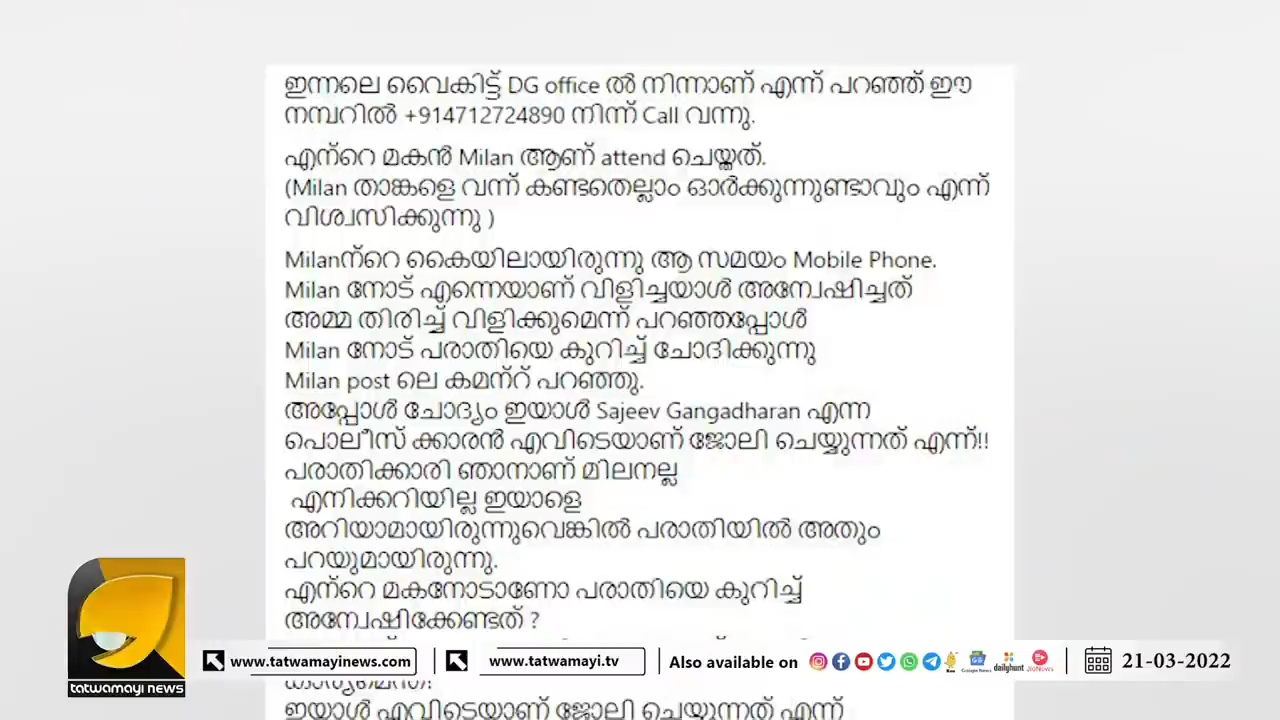 ഇന്നലെ വൈകിട്ട് DG office ൽ നിന്നാണ് എന്ന് പറഞ്ഞ് ഈ
നമ്പറിൽ +914712724890 നിന്ന് Call വന്നു.
എന്റെ മകൻ Milan ആണ് attend ചെയ്തത്.
(Milan താങ്കളെ വന്ന് കണ്ടതെല്ലാം ഓർക്കുന്നുണ്ടാവും എന്ന്
വിശ്വസിക്കുന്നു )
Milanന്റെ കൈയിലായിരുന്നു ആ സമയം Mobile Phone.
Milan നോട് എന്നെയാണ് വിളിച്ചയാൾ അന്വേഷിച്ചത്
അമ്മ തിരിച്ച് വിളിക്കുമെന്ന് പറഞ്ഞപ്പോൾ
Milan നോട് പരാതിയെ കുറിച്ച് ചോദിക്കുന്നു
Milan post ലെ കമന്റ് പറഞ്ഞു.
അപ്പോൾ ചോദ്യം ഇയാൾ Sajeev Gangadharan എന്ന
പൊലീസ് ക്കാരൻ എവിടെയാണ് ജോലി ചെയ്യുന്നത് എന്ന്!!
പരാതിക്കാരി ഞാനാണ് മിലനല്ല
എനിക്കറിയില്ല ഇയാളെ
അറിയാമായിരുന്നുവെങ്കിൽ പരാതിയിൽ അതും
പറയുമായിരുന്നു.
എന്റെ മകനോടാണോ പരാതിയെ കുറിച്ച്
അന്വേഷിക്കേണ്ടത് ?
ഇയാൾ എവിടെയാണ് ജോലി ചെയ്യുന്നത് എന്ന്
tatwamayi news
www.tatwamayinews.com
www.tatwamayi.tv
Also available on
Google News
dailyhunt
JioNews
21-03-2022